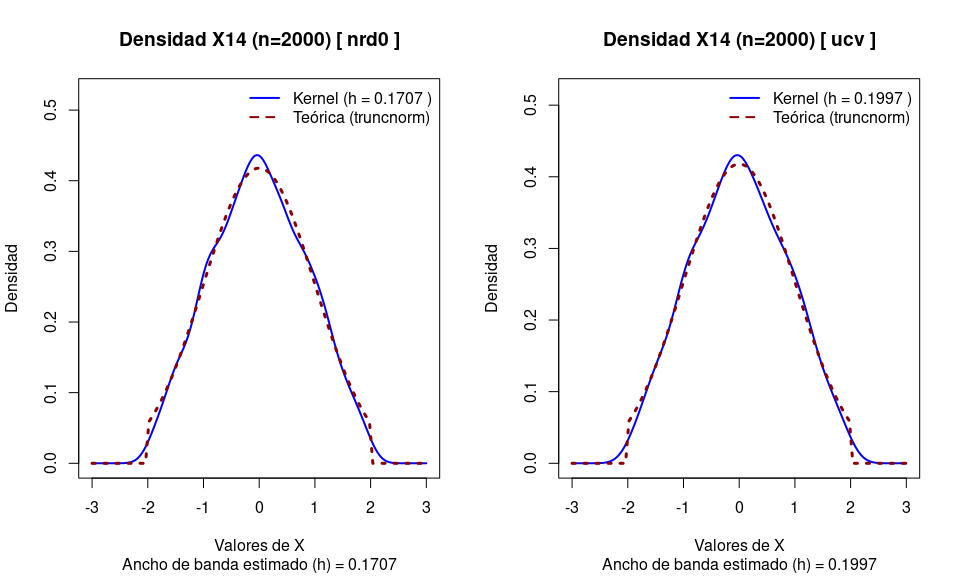 Densidad X14 (n=2000) [ nrd0 ]
Kernel (h = 0.1707 )
Teórica (truncnorm)
Densidad
0.5
0.4
0.3
0.2
0.1
0.0
-3 -2 -1 0 1 2 3
Valores de X
Ancho de banda estimado (h) = 0.1707
Densidad X14 (n=2000) [ ucv ]
Kernel (h = 0.1997 )
Teórica (truncnorm)
Densidad
0.5
0.4
0.3
0.2
0.1
0.0
-3 -2 -1 0 1 2 3
Valores de X
Ancho de banda estimado (h) = 0.1997